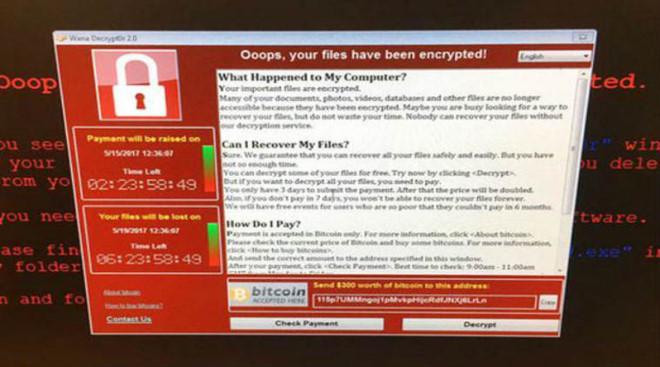 Wana Decrypt0r 2.0
Ooops, your files have been encrypted!
English
Ooop
ted.
What Happened to My Computer?
Your important files are encrypted.
Many of your documents, photos, videos, databases and other files are no longer
accessible because they have been encrypted. Maybe you are busy looking for a way to
recover your files, but do not waste your time. Nobody can recover your files without
our decryption service.
Payment will be raised on
5/15/2017 12:36:07
Time Left
02:23:58:49
u see
your
rom yo
" win
u dele
Can I Recover My Files?
Sure. We guarantee that you can recover all your files safely and easily. But you have
not so enough time.
You can decrypt some of your files for free. Try now by clicking <Decrypt>.
But if you want to decrypt all your files, you need to pay.
You only have 3 days to submit the payment. After that the price will be doubled.
Also, if you don't pay in 7 days, you won't be able to recover your files forever.
We will have free events for users who are so poor that they couldn't pay in 6 months.
Your files will be lost on
5/19/2017 12:36:07
Time Left
06:23:58:49
you nee
ase fin
folder
n and fo
tware.
.exe" in
How Do I Pay?
Payment is accepted in Bitcoin only. For more information, click <About bitcoin>.
Please check the current price of Bitcoin and buy some bitcoins. For more information,
click <How to buy bitcoins>.
And send the correct amount to the address specified in this window.
After your payment, click <Check Payment>. Best time to check: 9:00am - 11:00am
About bitcoin
How to buy bitcoins?
Contact Us
bitcoin
ACCEPTED HERE
Send $300 worth of bitcoin to this address:
Copy
Check Payment
Decrypt